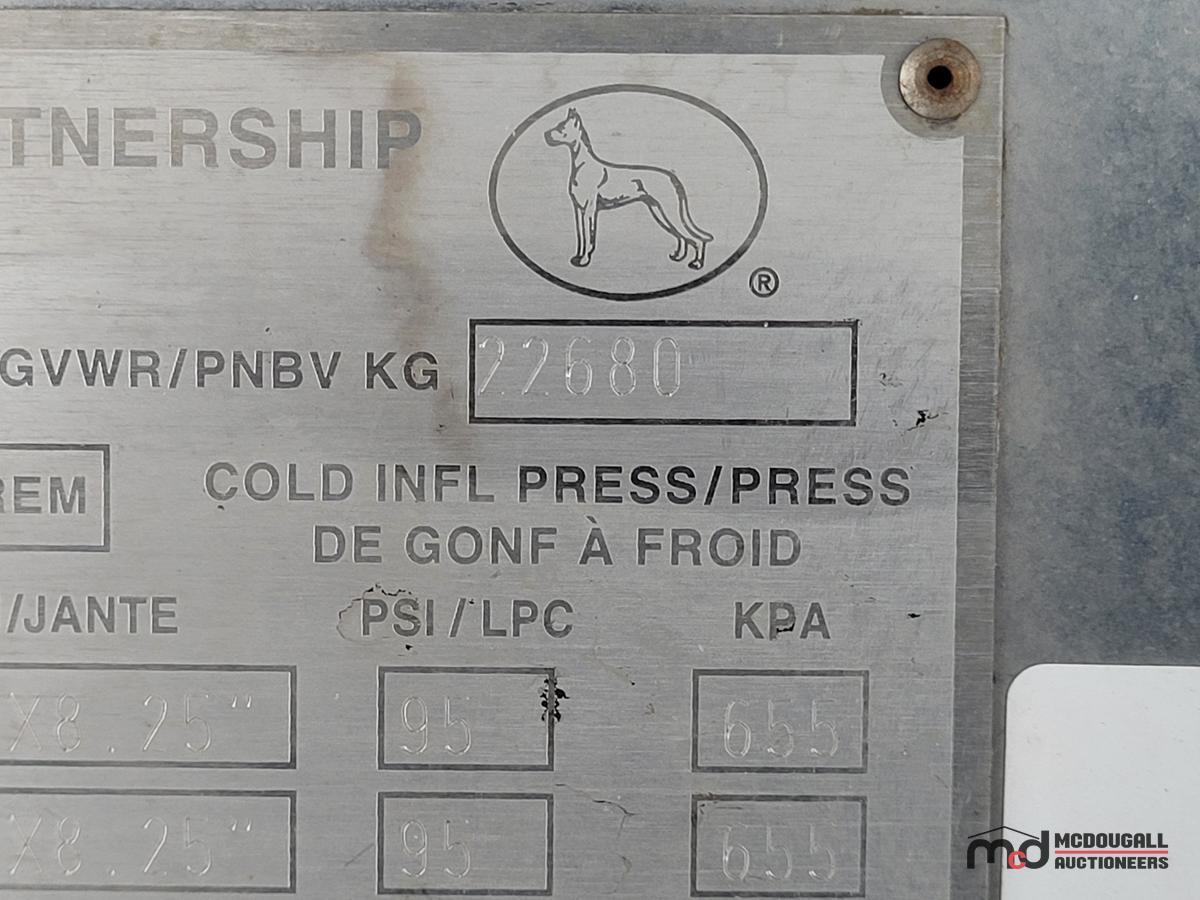 TNERSHIP
®
GVWR/PNBV KG 22680
REM
COLD INFL PRESS/PRESS
DE GONF À FROID
/JANTE PSI/LPC KPA
X8.25" 95 655
X8.25" 95 655
mcd MCDOUGALL
AUCTIONEERS